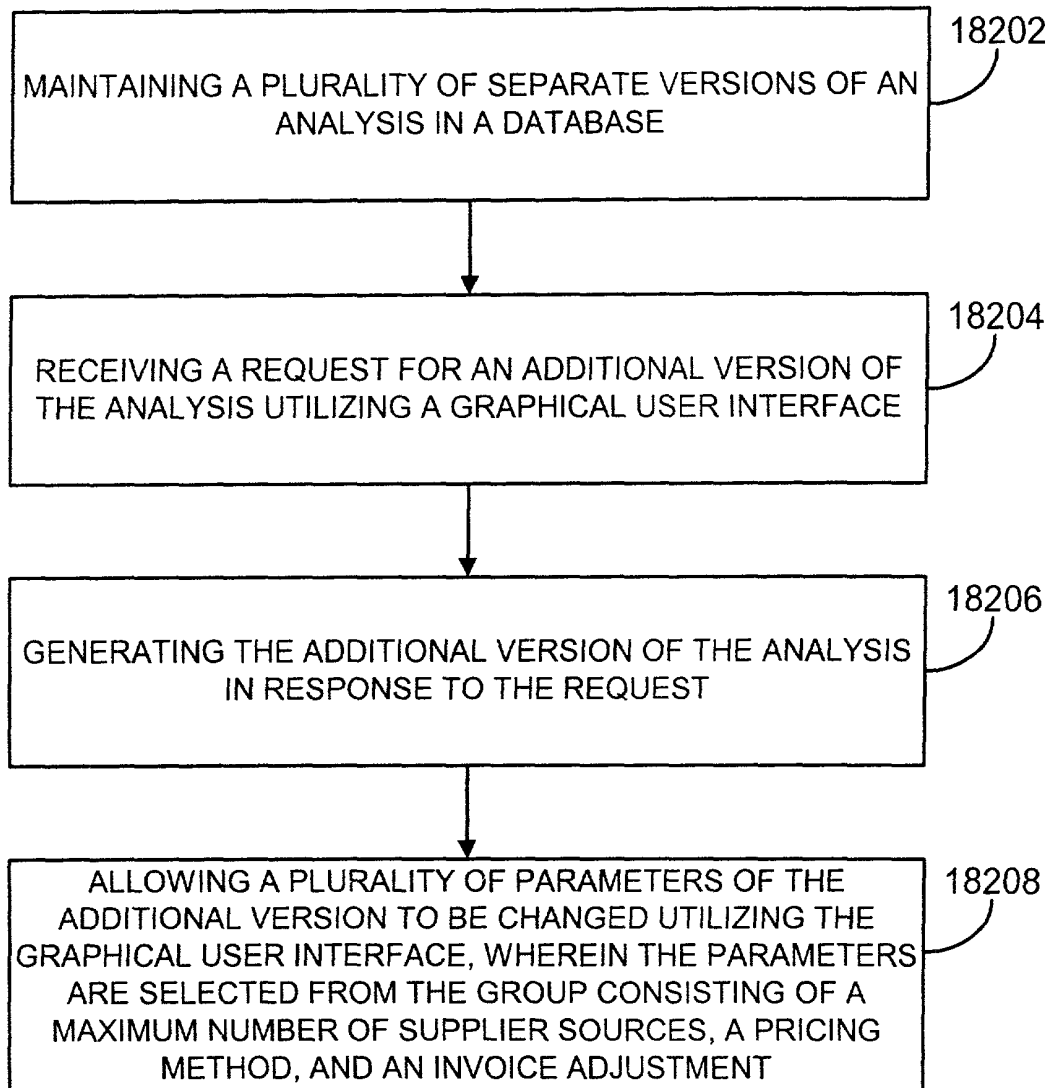 18202
MAINTAINING A PLURALITY OF SEPARATE VERSIONS OF AN
ANALYSIS IN A DATABASE
18204
RECEIVING A REQUEST FOR AN ADDITIONAL VERSION OF
THE ANALYSIS UTILIZING A GRAPHICAL USER INTERFACE
18206
GENERATING THE ADDITIONAL VERSION OF THE ANALYSIS
IN RESPONSE TO THE REQUEST
18208
ALLOWING A PLURALITY OF PARAMETERS OF THE
ADDITIONAL VERSION TO BE CHANGED UTILIZING THE
GRAPHICAL USER INTERFACE, WHEREIN THE PARAMETERS
ARE SELECTED FROM THE GROUP CONSISTING OF A
MAXIMUM NUMBER OF SUPPLIER SOURCES, A PRICING
METHOD, AND AN INVOICE ADJUSTMENT